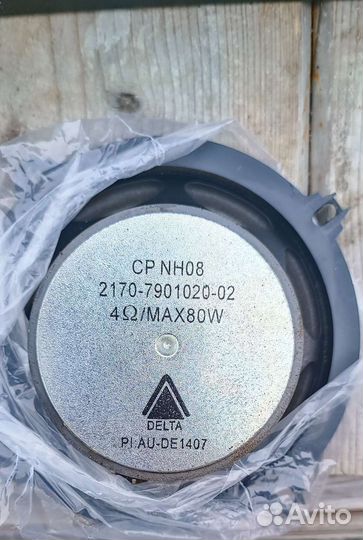 CP NH08
2170-7901020-02
4Ω/MAX80W
DELTA
PI:AU-DE1407
Avito